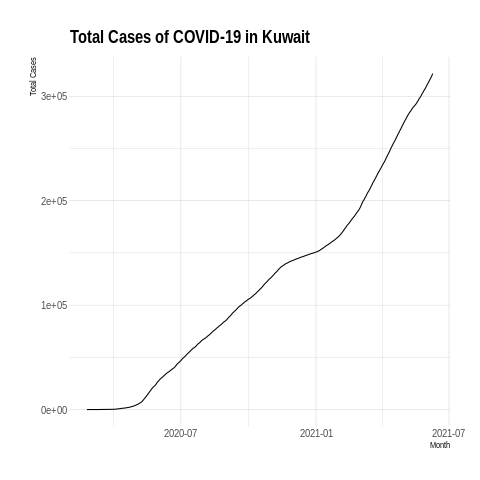 Total Cases of COVID-19 in Kuwait
Total Cases
3e+05
2e+05
1e+05
0e+00
2020-07 2021-01 2021-07
Month